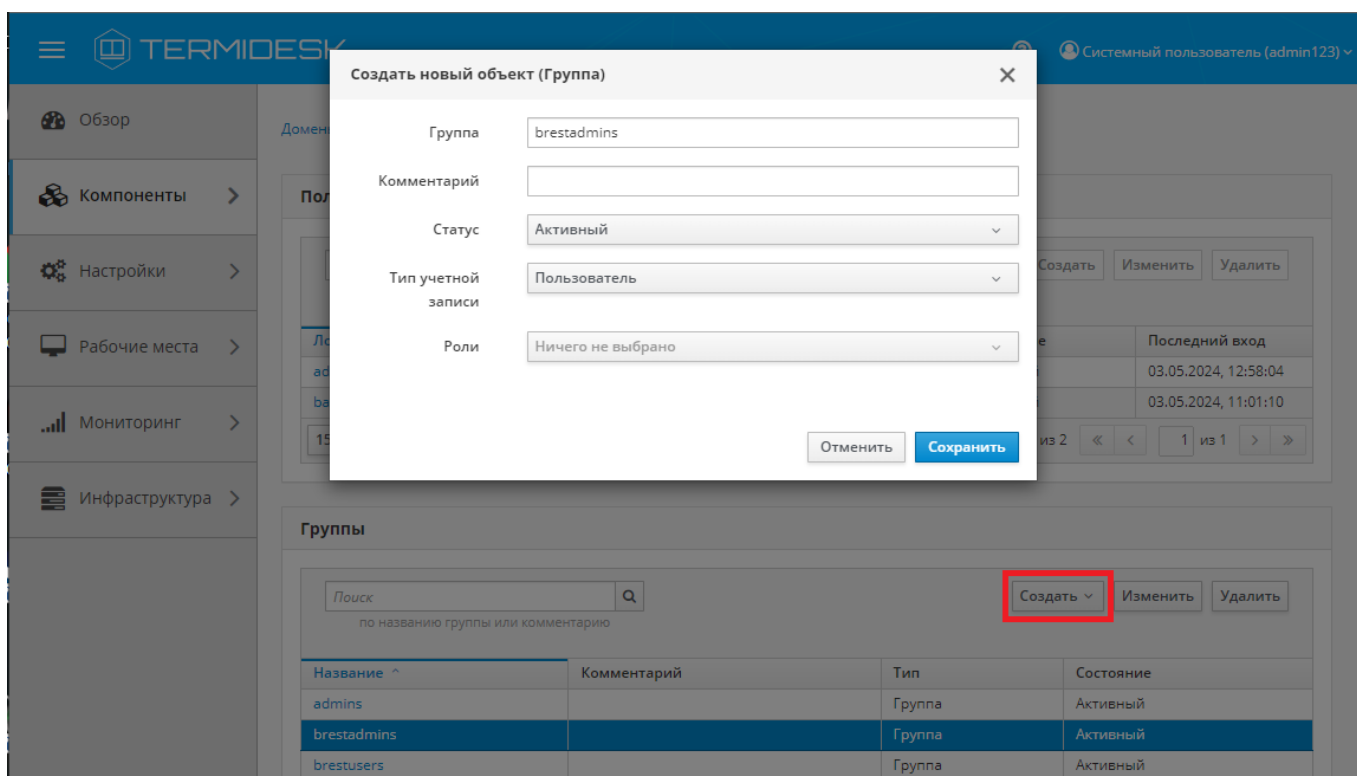 TERMIDESK
Системный пользователь (admin123)
Создать новый объект (Группа)
Обзор
Группа
brestadmins
Компоненты
Комментарий
Статус
Активный
Настройки
Тип учетной
записи
Пользователь
Создать
Изменить
Удалить
Рабочие места
Роли
Ничего не выбрано
Последний вход
03.05.2024, 12:58:04
03.05.2024, 11:01:10
Мониторинг
Отменить
Сохранить
из 2
1 из 1
Инфраструктура
Группы
Поиск
по названию группы или комментарию
Создать
Изменить
Удалить
Название
Комментарий
Тип
Состояние
admins
Группа
Активный
brestadmins
Группа
Активный
brestusers
Группа
Активный